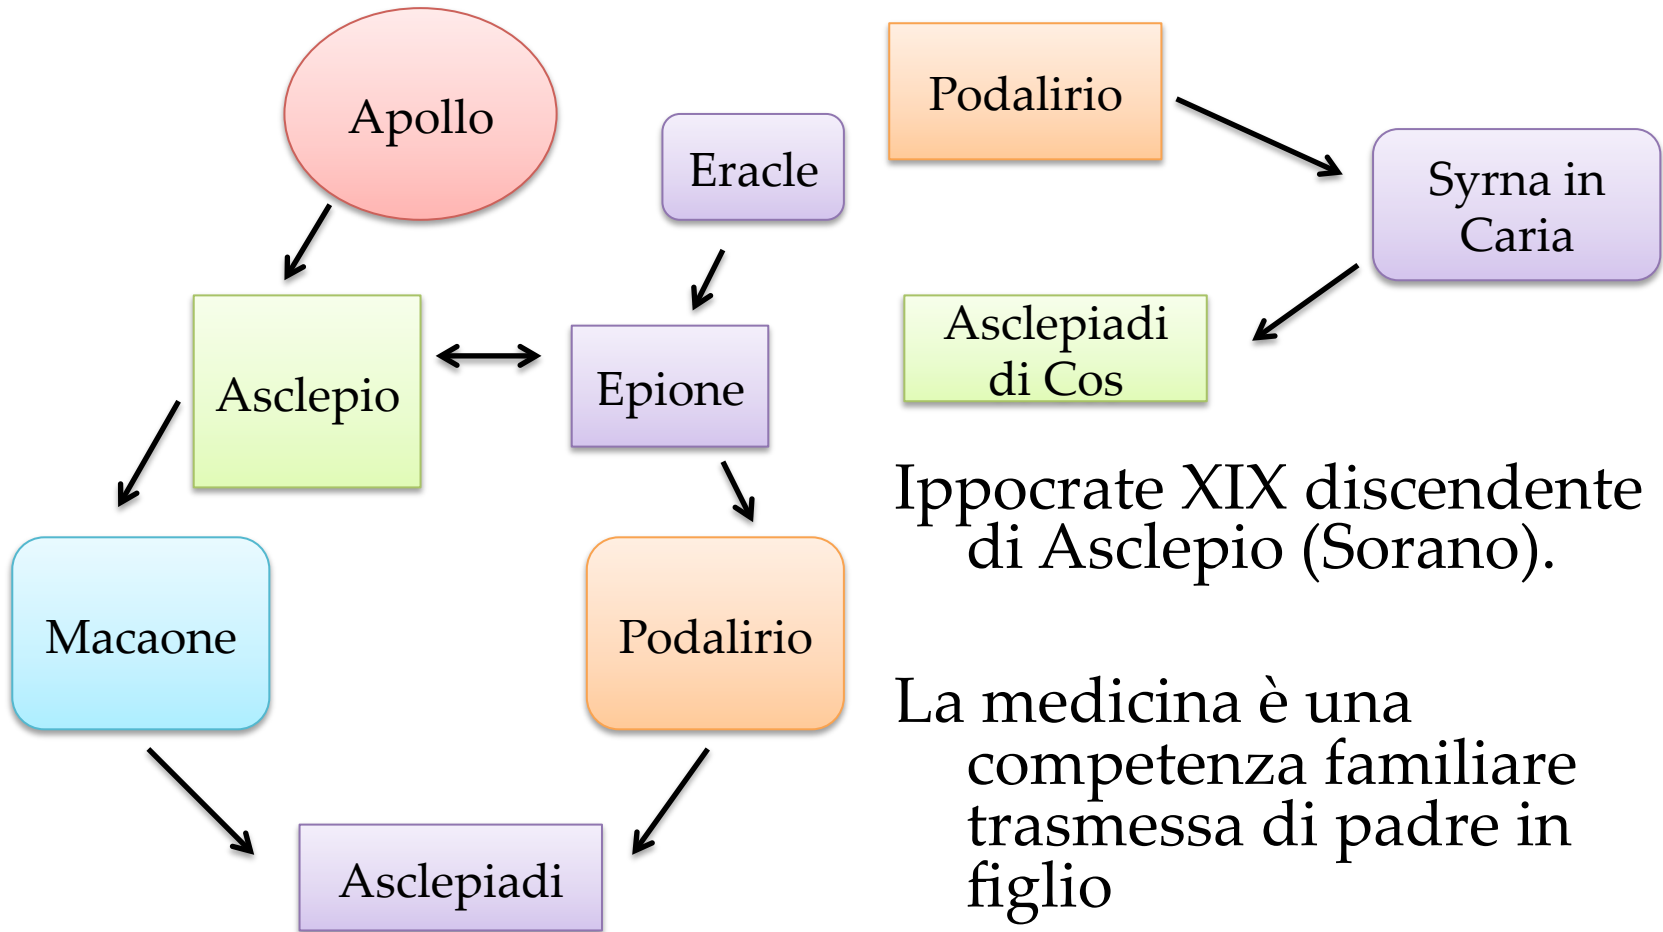 Apollo
Eracle
Asclepio
Epione
Macaone
Podalirio
Asclepiadi
Podalirio
Syrna in
Caria
Asclepiadi
di Cos
Ippocrate XIX discendente
di Asclepio (Sorano).
La medicina è una
competenza familiare
trasmessa di padre in
figlio